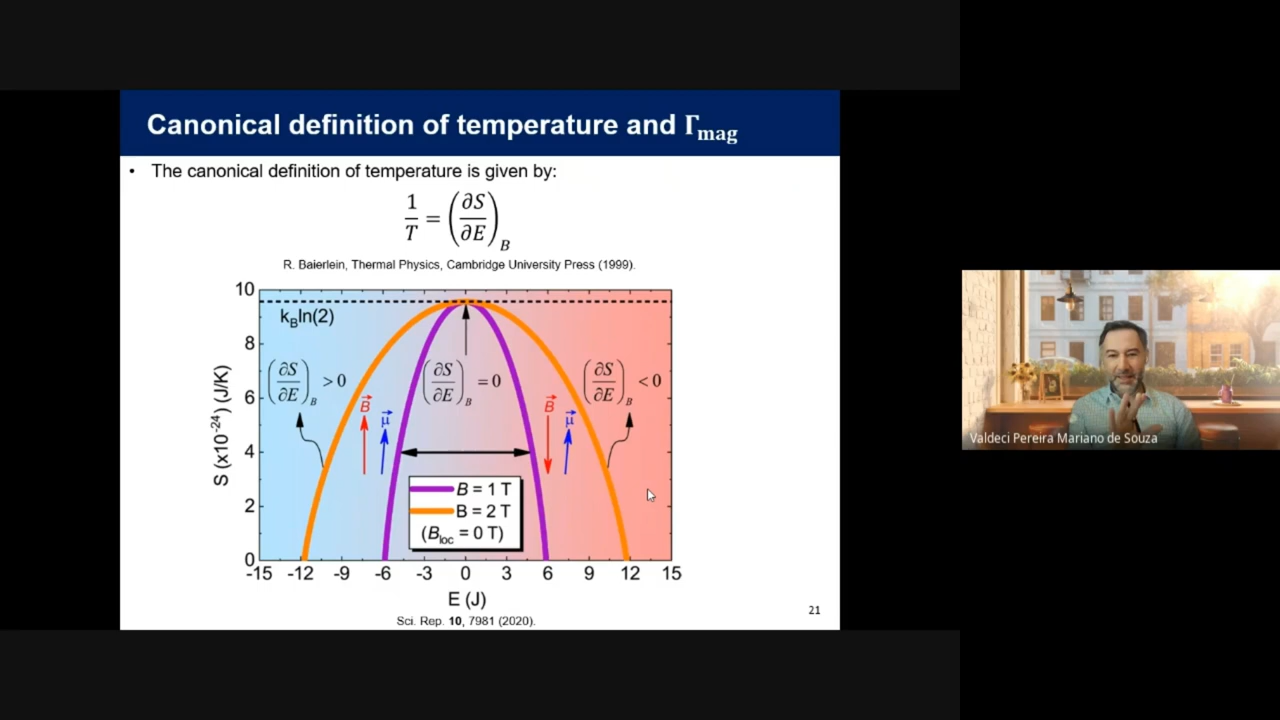 Canonical definition of temperature and Γmag
• The canonical definition of temperature is given by:
1/T = (∂S/∂E)B
R. Baierlein, Thermal Physics, Cambridge University Press (1999).
10
8
6
4
2
0
S (x10⁻²⁴) (J/K)
kBln(2)
(∂S/∂E)B > 0
(∂S/∂E)B = 0
(∂S/∂E)B < 0
B⃗ μ⃗
B⃗ μ⃗
B = 1 T
B = 2 T
(Bloc = 0 T)
-15 -12 -9 -6 -3 0 3 6 9 12 15
E (J)
Sci. Rep. 10, 7981 (2020).
21
Valdeci Pereira Mariano de Souza